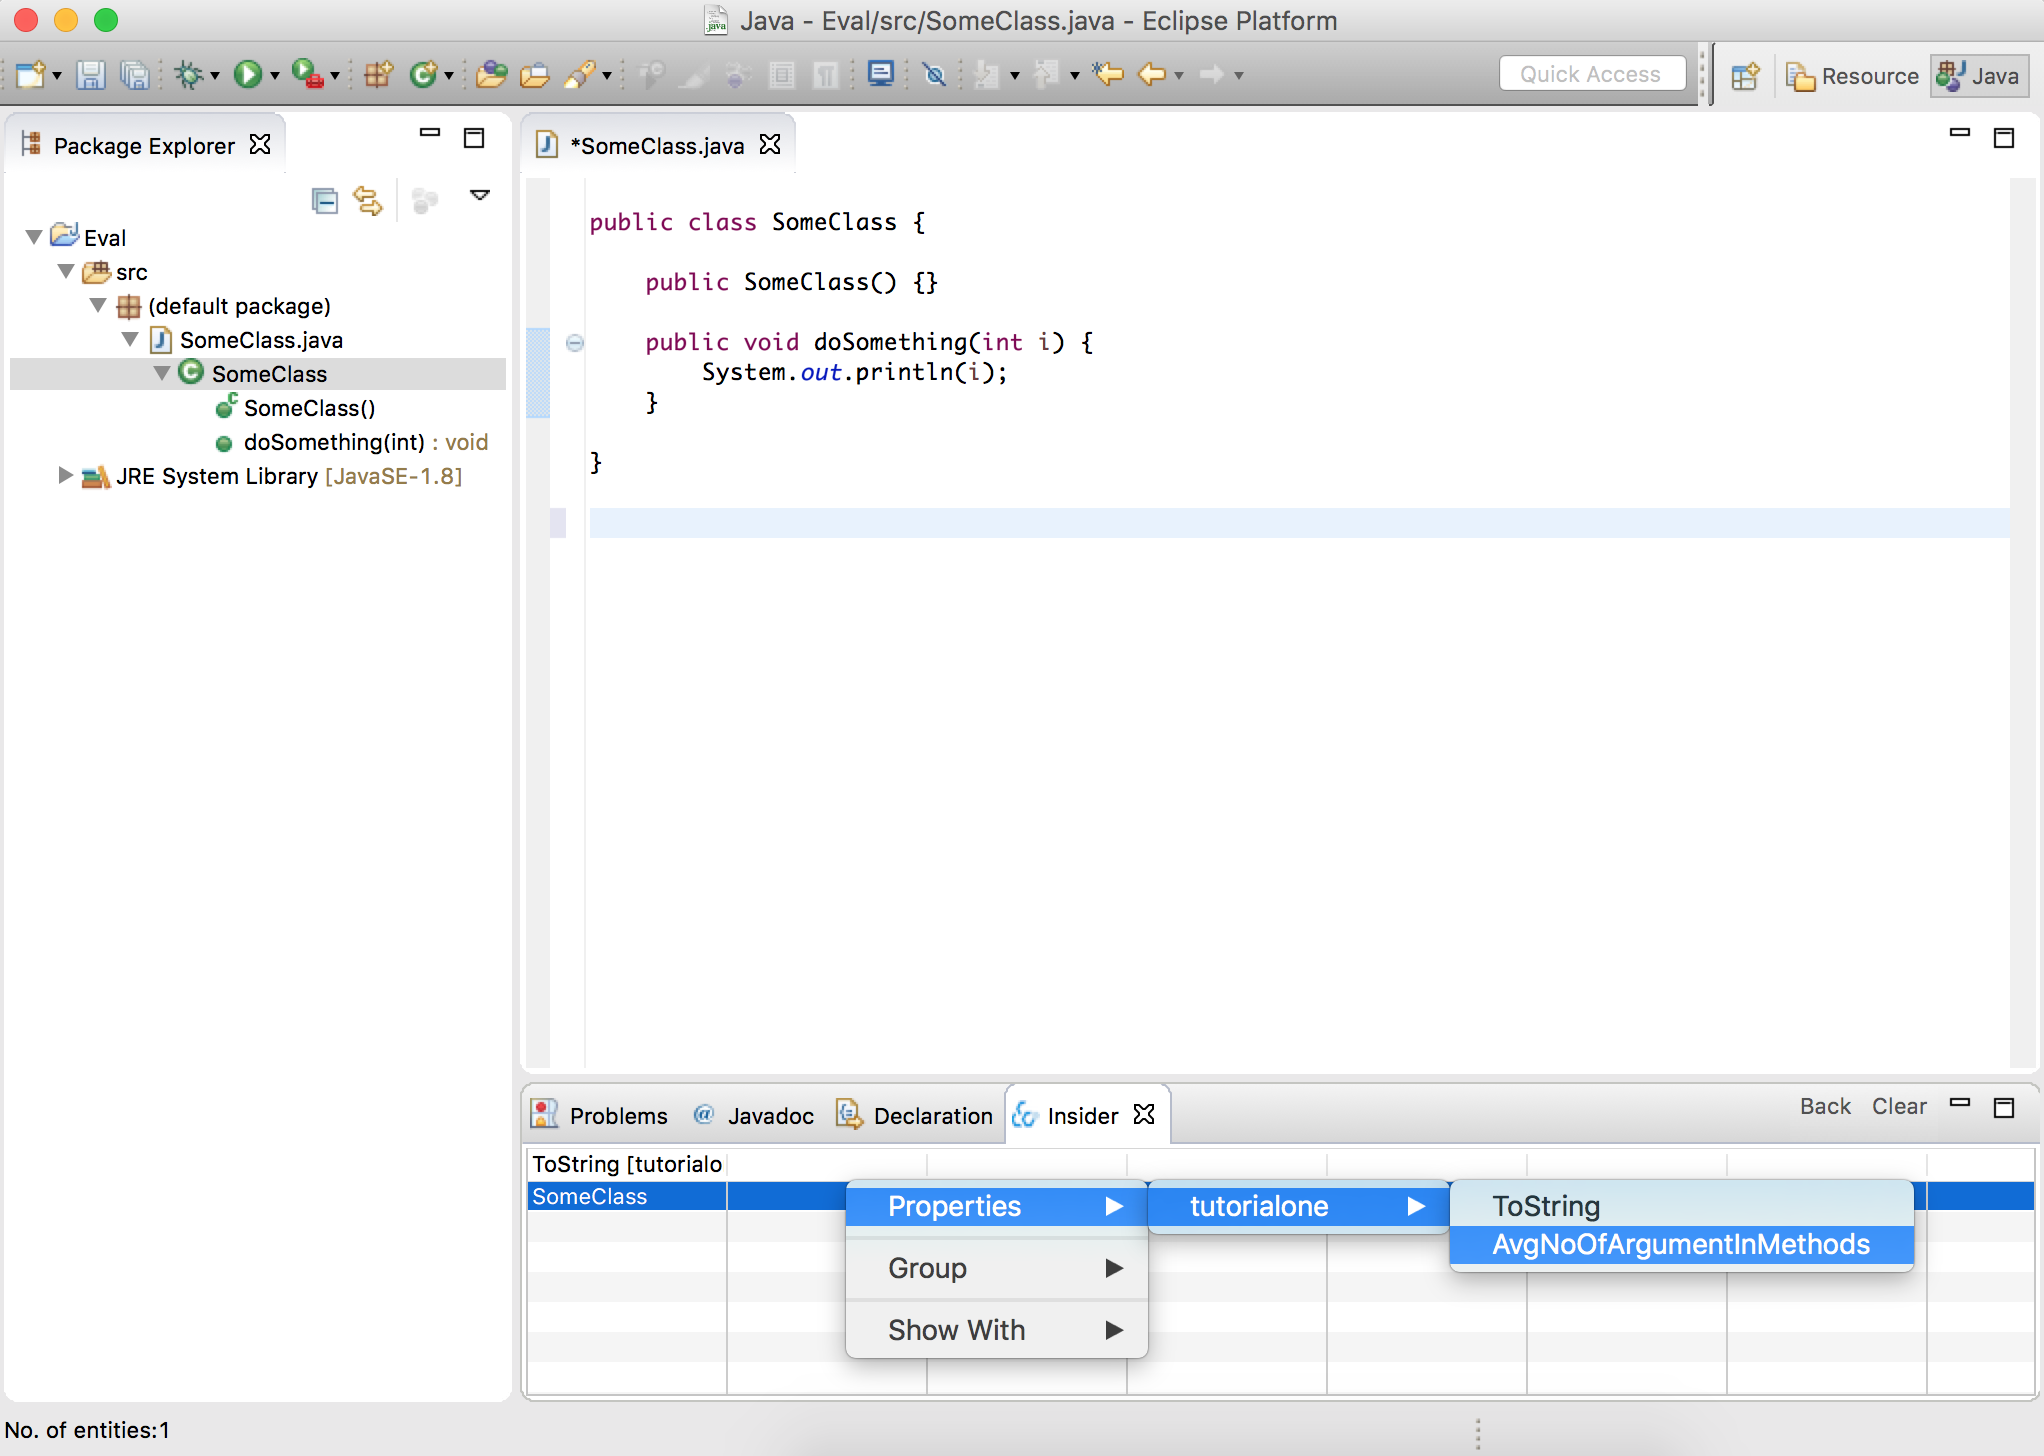 Java - Eval/src/SomeClass.java - Eclipse Platform
Quick Access
Resource
Java
Package Explorer
*SomeClass.java
Eval
src
(default package)
SomeClass.java
SomeClass
SomeClass()
doSomething(int) : void
JRE System Library [JavaSE-1.8]
public class SomeClass {
public SomeClass() {}
public void doSomething(int i) {
System.out.println(i);
}
}
Problems
@ Javadoc
Declaration
Insider
Back
Clear
ToString [tutorialo
SomeClass
Properties
Group
Show With
tutorialone
ToString
AvgNoOfArgumentInMethods
No. of entities:1